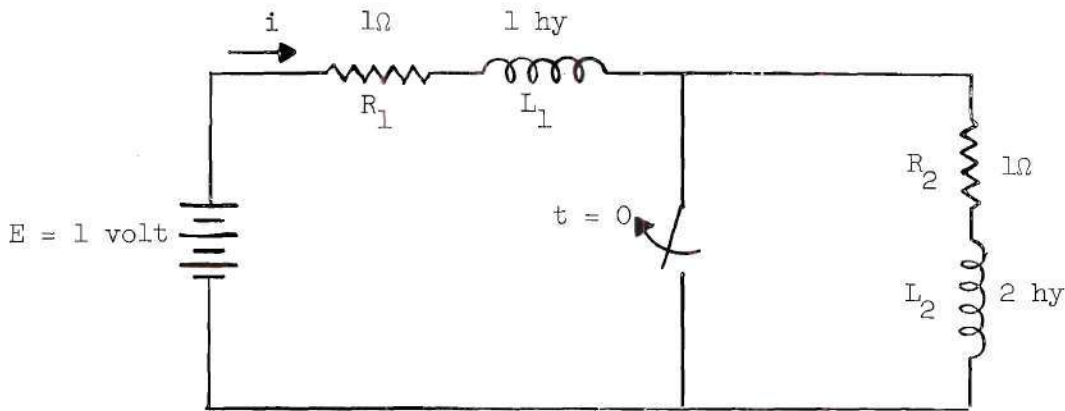 i
1Ω
1 hy
R1
L1
R2
1Ω
t = 0
E = 1 volt
L2
2 hy